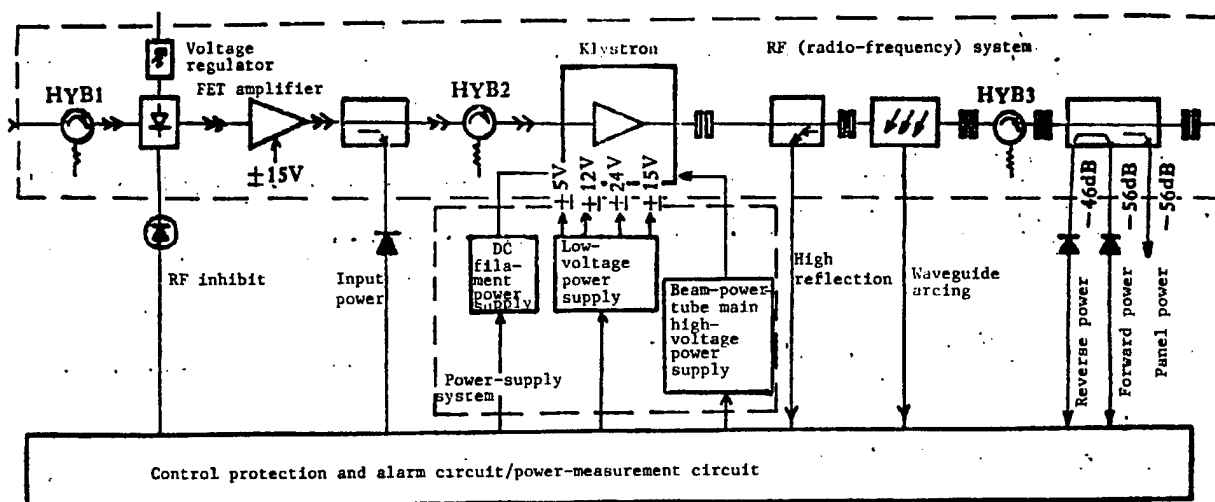 Voltage
regulator
Klystron
RF (radio-frequency) system
HYB1
FET amplifier
HYB2
HYB3
±15V
±5V
±12V
±24V
±15V
-46dB
-56dB
-56dB
RF inhibit
Input
power
DC
fila-
ment
power
supply
Low-
voltage
power
supply
Beam-power-
tube main
high-
voltage
power
supply
High
reflection
Waveguide
arcing
Reverse power
Forward power
Panel power
Power-supply
system
Control protection and alarm circuit/power-measurement circuit